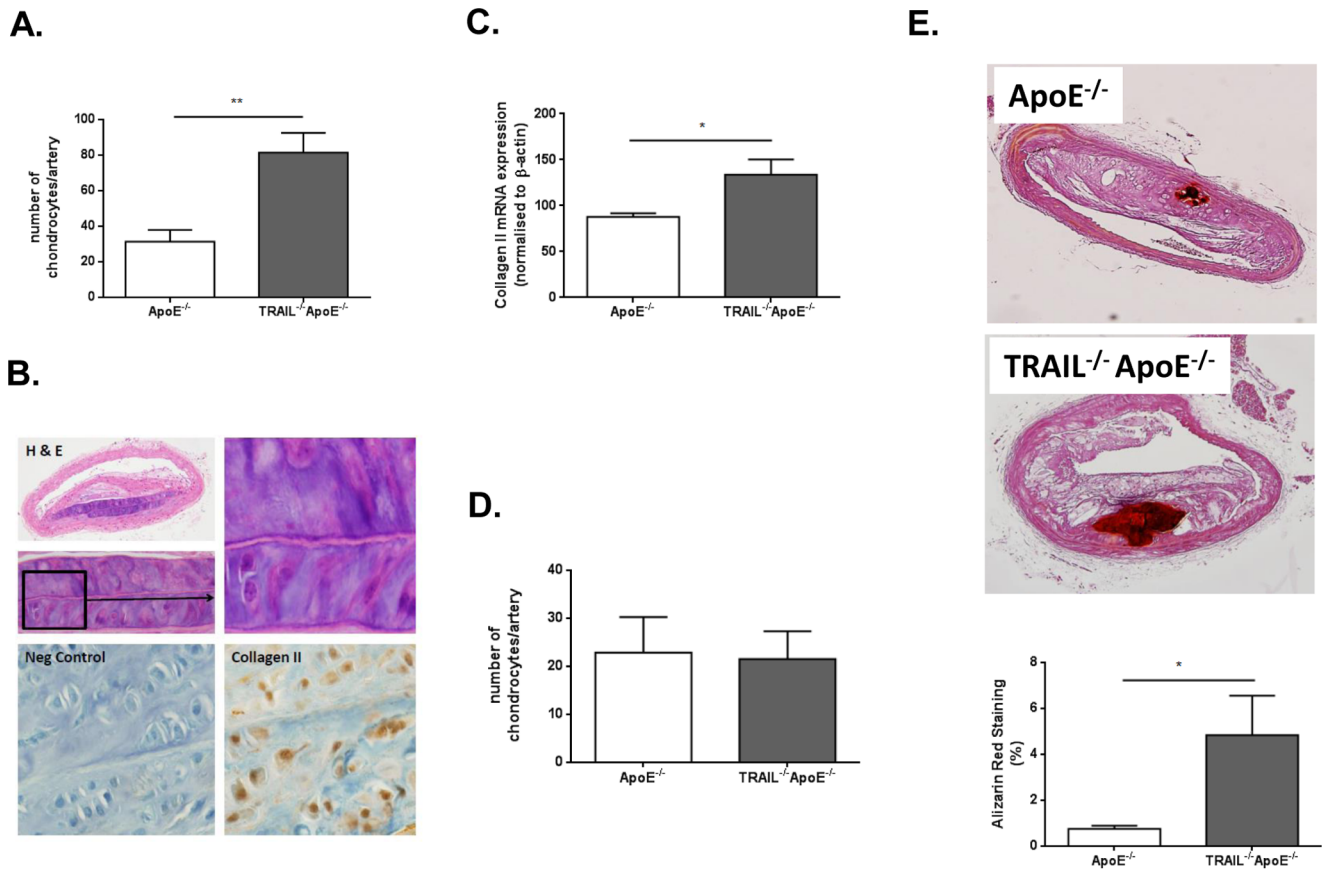 A.
**
100
80
60
40
20
0
number of
chondrocytes/artery
ApoE-/-
TRAIL-/-ApoE-/-
B.
H & E
Neg Control
Collagen II
C.
*
200
150
100
50
0
Collagen II mRNA expression
(normalised to β-actin)
ApoE-/-
TRAIL-/-ApoE-/-
D.
40
30
20
10
0
number of
chondrocytes/artery
ApoE-/-
TRAIL-/-ApoE-/-
E.
ApoE-/-
TRAIL-/- ApoE-/-
*
8
6
4
2
0
Alizarin Red Staining
(%)
ApoE-/-
TRAIL-/-ApoE-/-